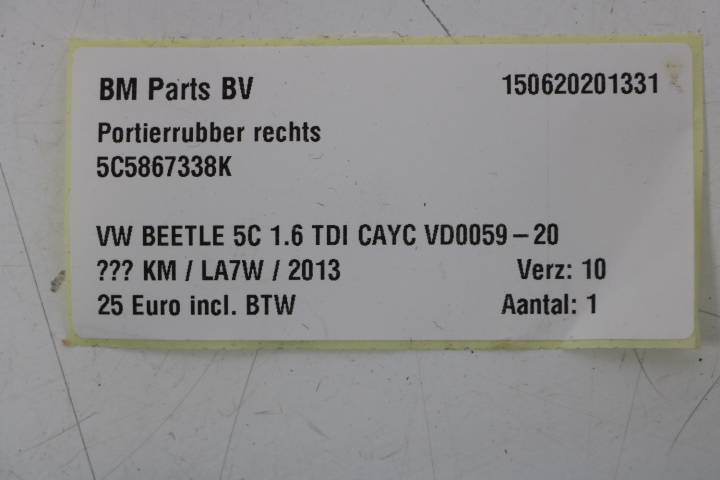 BM Parts BV 150620201331
Portierrubber rechts
5C5867338K
VW BEETLE 5C 1.6 TDI CAYC VD0059-20
??? KM / LA7W / 2013 Verz: 10
25 Euro incl. BTW Aantal: 1